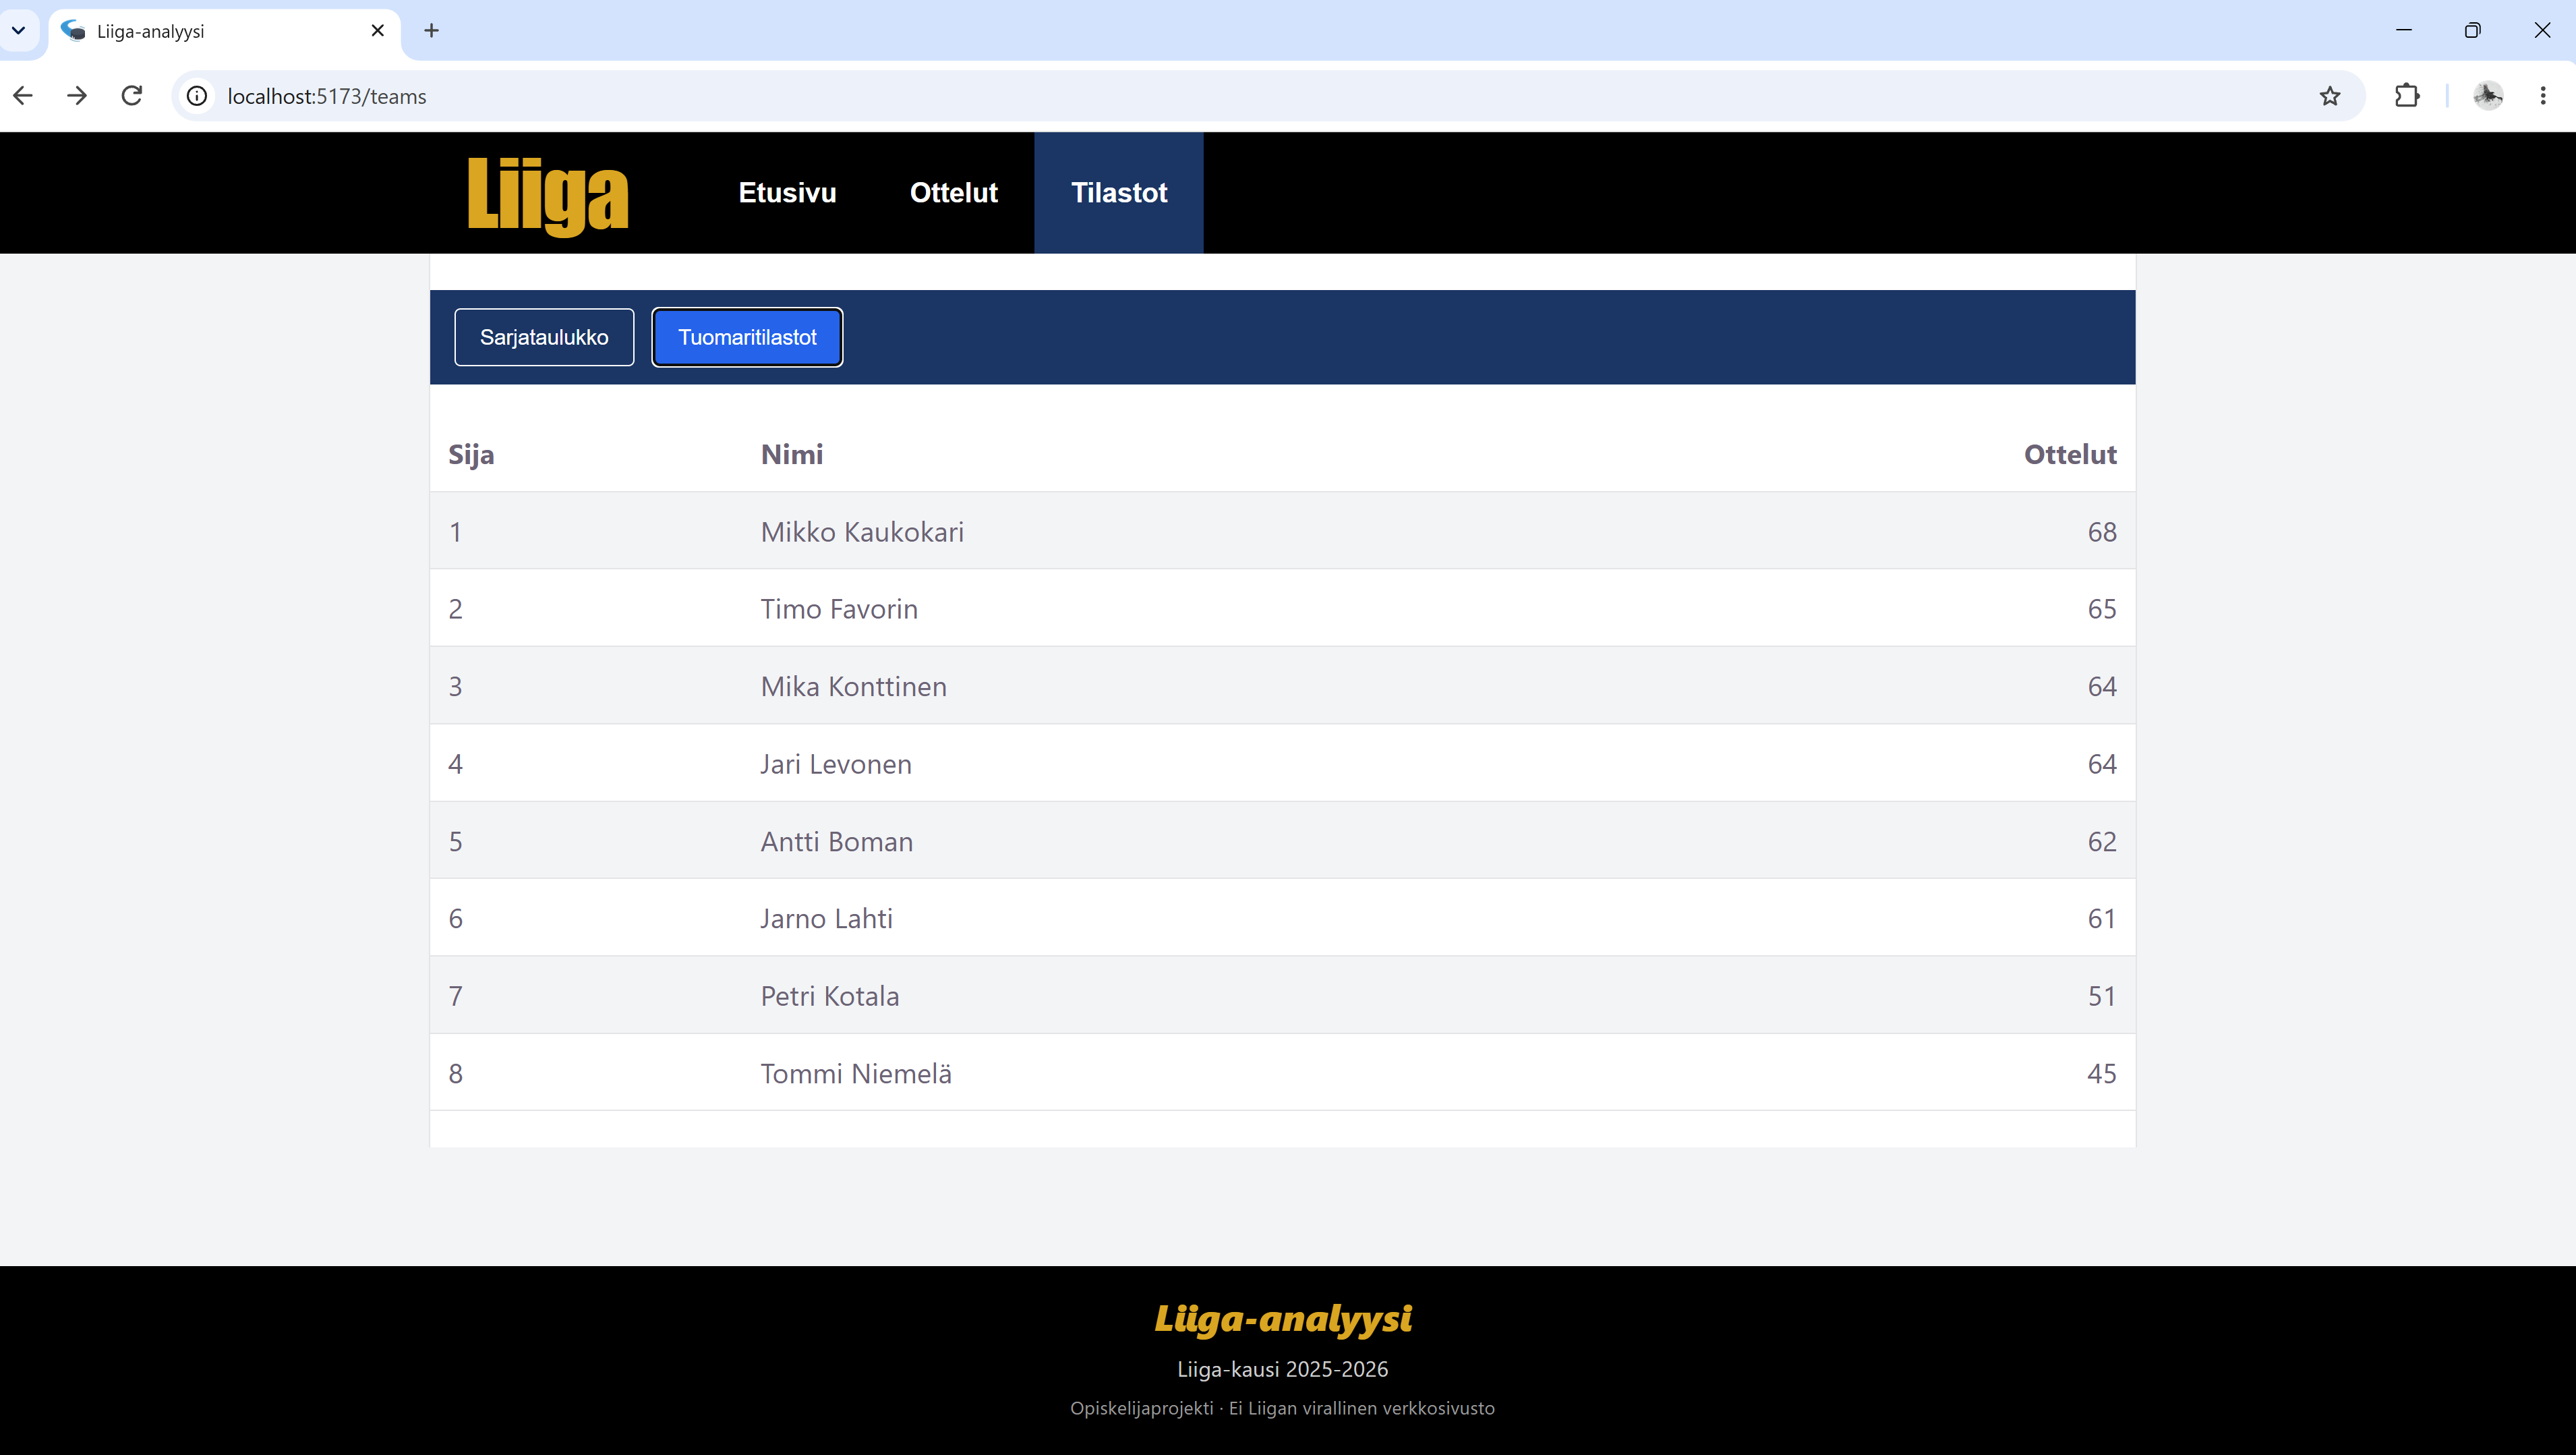 Liiga-analyysi
localhost:5173/teams
Liiga
Etusivu Ottelut Tilastot
Sarjataulukko Tuomaritilastot
Sija Nimi Ottelut
1 Mikko Kaukokari 68
2 Timo Favorin 65
3 Mika Konttinen 64
4 Jari Levonen 64
5 Antti Boman 62
6 Jarno Lahti 61
7 Petri Kotala 51
8 Tommi Niemelä 45
Liiga-analyysi
Liiga-kausi 2025-2026
Opiskelijaprojekti · Ei Liigan virallinen verkkosivusto